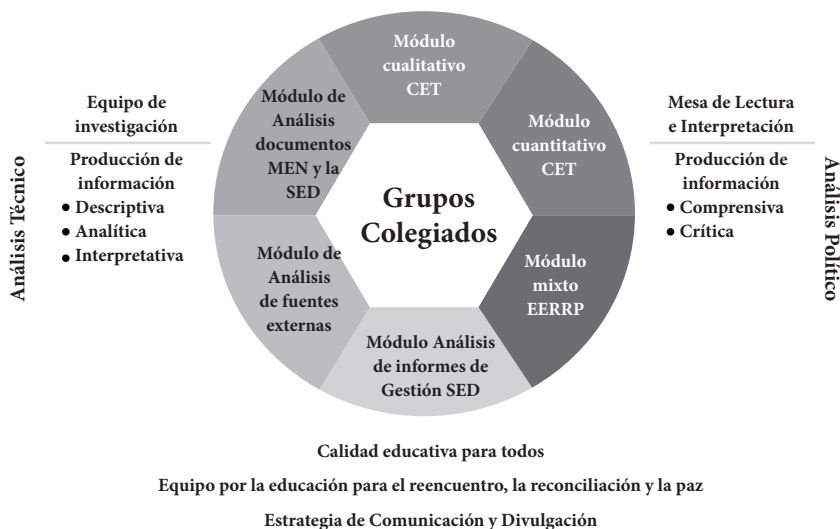 Análisis Técnico
Equipo de
investigación
Producción de
información
• Descriptiva
• Analítica
• Interpretativa
Módulo
cualitativo
CET
Módulo
cuantitativo
CET
Módulo
mixto
EERRP
Módulo Análisis
de informes de
Gestión SED
Módulo de
Análisis
de fuentes
externas
Módulo de
Análisis
documentos
MEN y la
SED
Grupos
Colegiados
Mesa de Lectura
e Interpretación
Producción de
información
• Comprensiva
• Crítica
Análisis Político
Calidad educativa para todos
Equipo por la educación para el reencuentro, la reconciliación y la paz
Estrategia de Comunicación y Divulgación